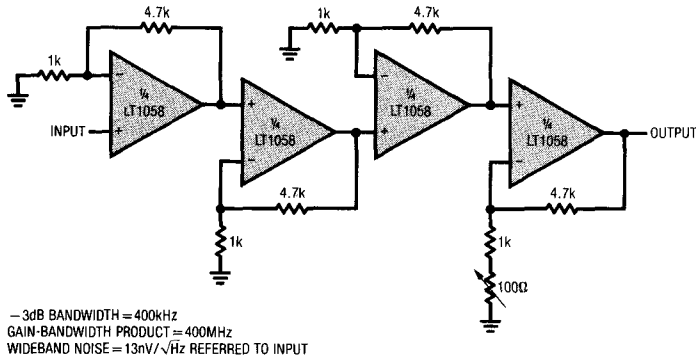 1k
4.7k
1k
4.7k
−
¼
LT1058
INPUT
+
+
¼
LT1058
−
−
¼
LT1058
+
+
¼
LT1058
−
OUTPUT
4.7k
1k
4.7k
1k
100Ω
−3dB BANDWIDTH = 400kHz
GAIN-BANDWIDTH PRODUCT = 400MHz
WIDEBAND NOISE = 13nV/√Hz REFERRED TO INPUT